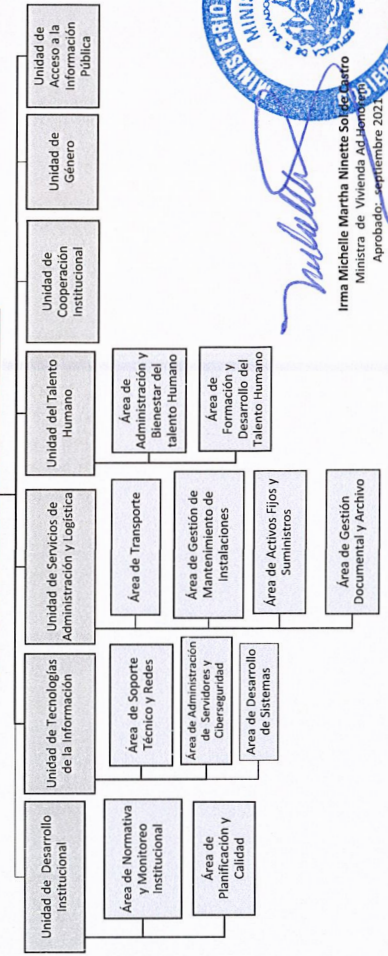 Unidad de Desarrollo
Institucional
Área de Normativa
y Monitoreo
Institucional
Área de
Planificación y
Calidad
Unidad de Tecnologías
de la Información
Área de Soporte
Técnico y Redes
Área de Administración
de Servidores y
Ciberseguridad
Area de Desarrollo
de Sistemas
Unidad de Servicios de
Administración y Logística
Área de Transporte
Área de Gestión de
Mantenimiento de
Instalaciones
Área de Activos Fijos y
Suministros
Área de Gestión
Documental y Archivo
Unidad del Talento
Humano
Área de
Administración y
Bienestar del
talento Humano
Área de
Formación y
Desarrollo del
Talento Humano
Unidad de
Cooperación
Institucional
Unidad de
Género
Unidad de
Acceso a la
Información
Pública
MINISTERIO
Irma Michelle Martha Ninette Sol de Castro
Ministra de Vivienda Ad Honorem
Aprobado: septiembre 2021